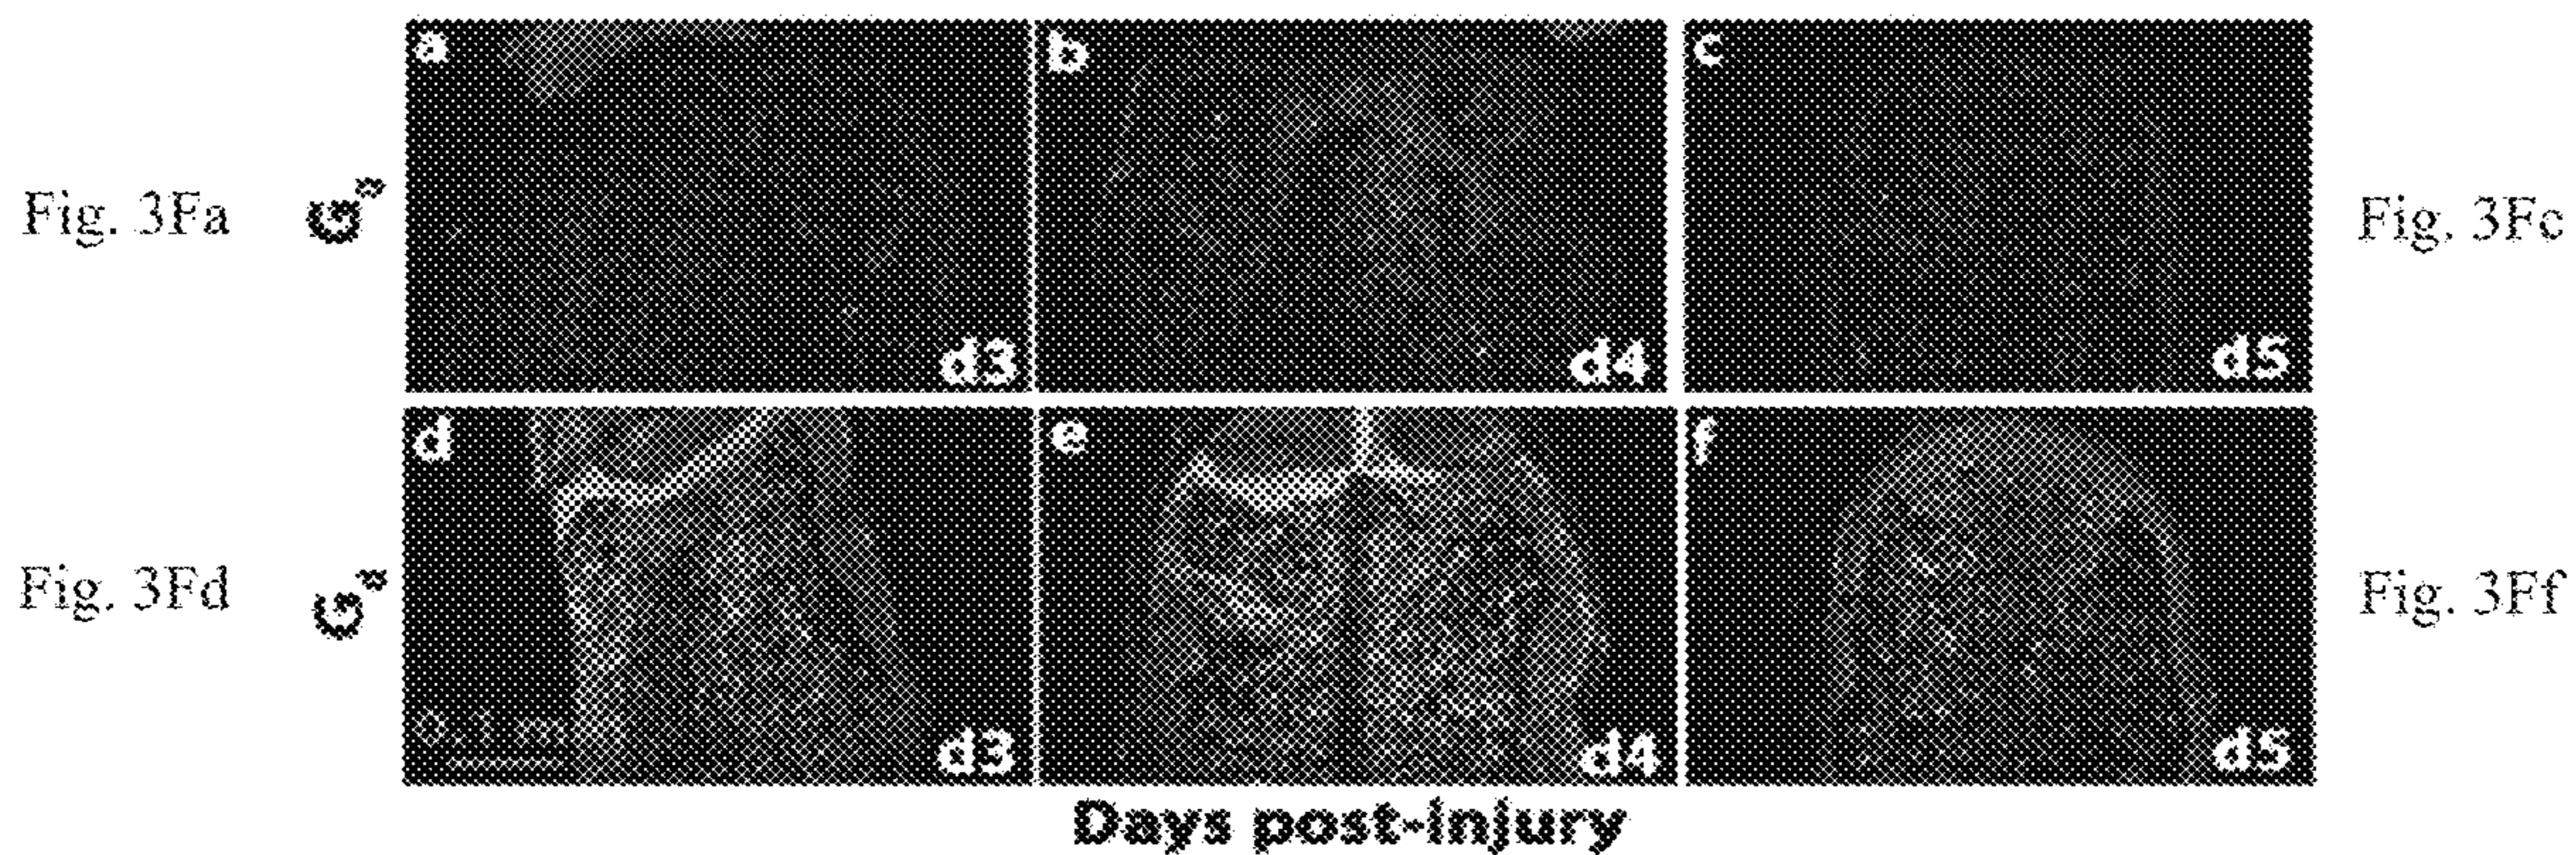 a
b
c
Fig. 3Fa
Fig. 3Fc
d3
d4
d5
d
e
f
Fig. 3Fd
Fig. 3Ff
d3
d4
d5
Days post-injury